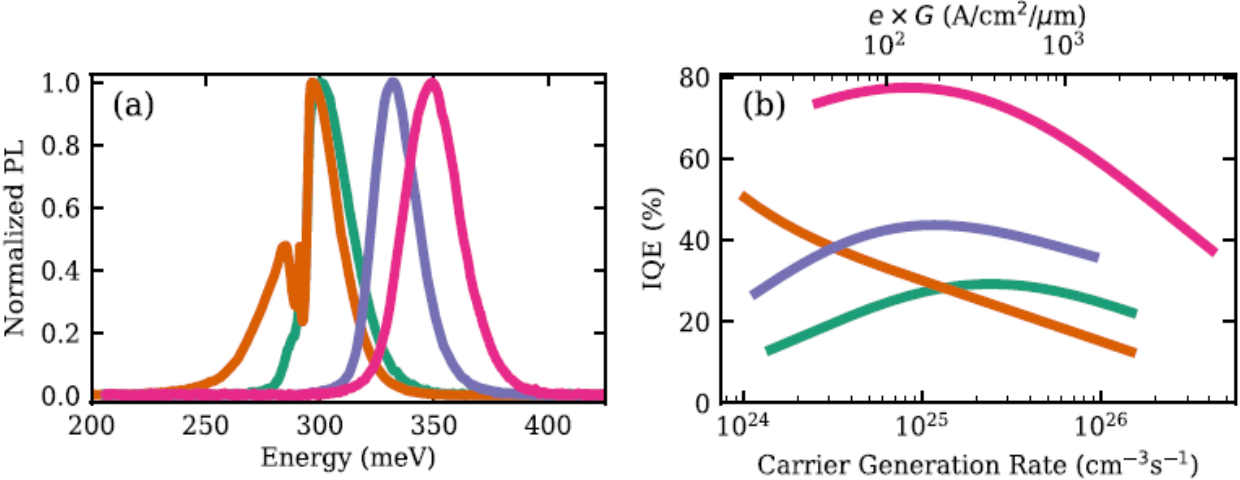 (a)
1.0
0.8
0.6
0.4
0.2
0.0
Normalized PL
200 250 300 350 400
Energy (meV)
e × G (A/cm²/μm)
10² 10³
(b)
80
60
40
20
0
IQE (%)
10²⁴ 10²⁵ 10²⁶
Carrier Generation Rate (cm⁻³s⁻¹)